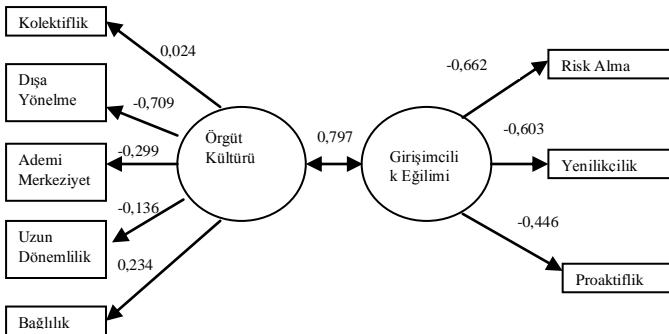 Kolektiflik
0,024
Dışa
Yönelme
-0,709
Ademi
Merkeziyet
-0,299
Uzun
Dönemlilik
-0,136
Bağlılık
0,234
Örgüt
Kültürü
0,797
Girişimcili
k Eğilimi
-0,662
Risk Alma
-0,603
Yenilikçilik
-0,446
Proaktiflik